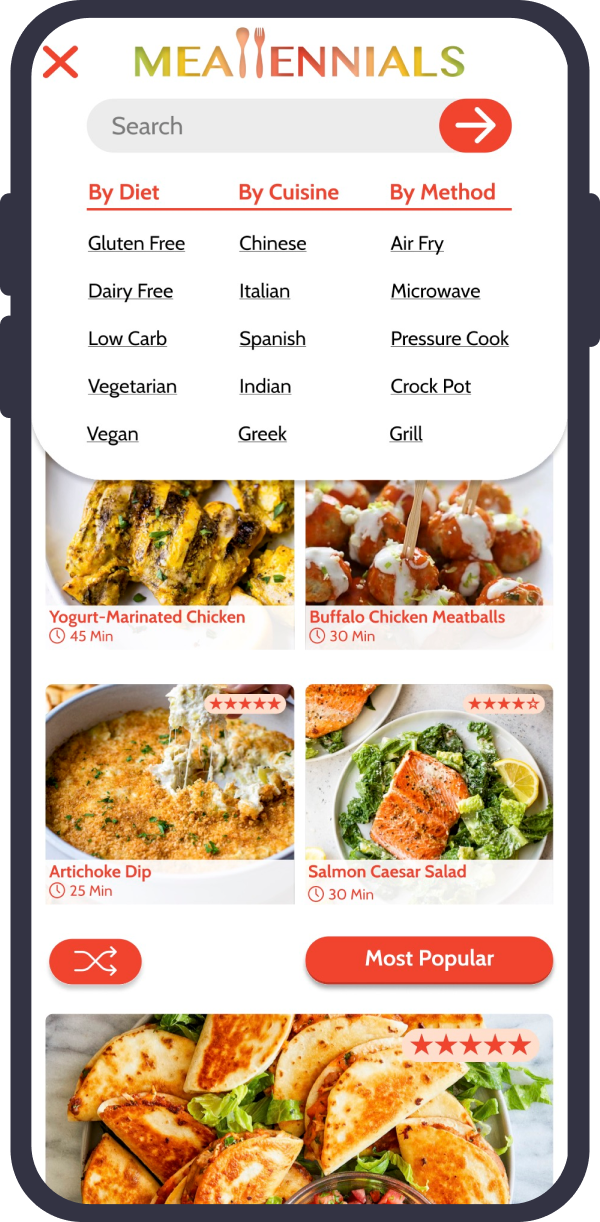 MEALLENNIALS
Search
By Diet By Cuisine By Method
Gluten Free Chinese Air Fry
Dairy Free Italian Microwave
Low Carb Spanish Pressure Cook
Vegetarian Indian Crock Pot
Vegan Greek Grill
Yogurt-Marinated Chicken Buffalo Chicken Meatballs
45 Min 30 Min
Artichoke Dip Salmon Caesar Salad
25 Min 30 Min
Most Popular